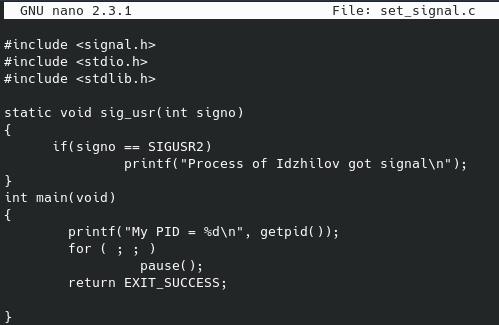 GNU nano 2.3.1 File: set_signal.c
#include <signal.h>
#include <stdio.h>
#include <stdlib.h>
static void sig_usr(int signo)
{
if(signo == SIGUSR2)
printf("Process of Idzhilov got signal\n");
}
int main(void)
{
printf("My PID = %d\n", getpid());
for ( ; ; )
pause();
return EXIT_SUCCESS;
}